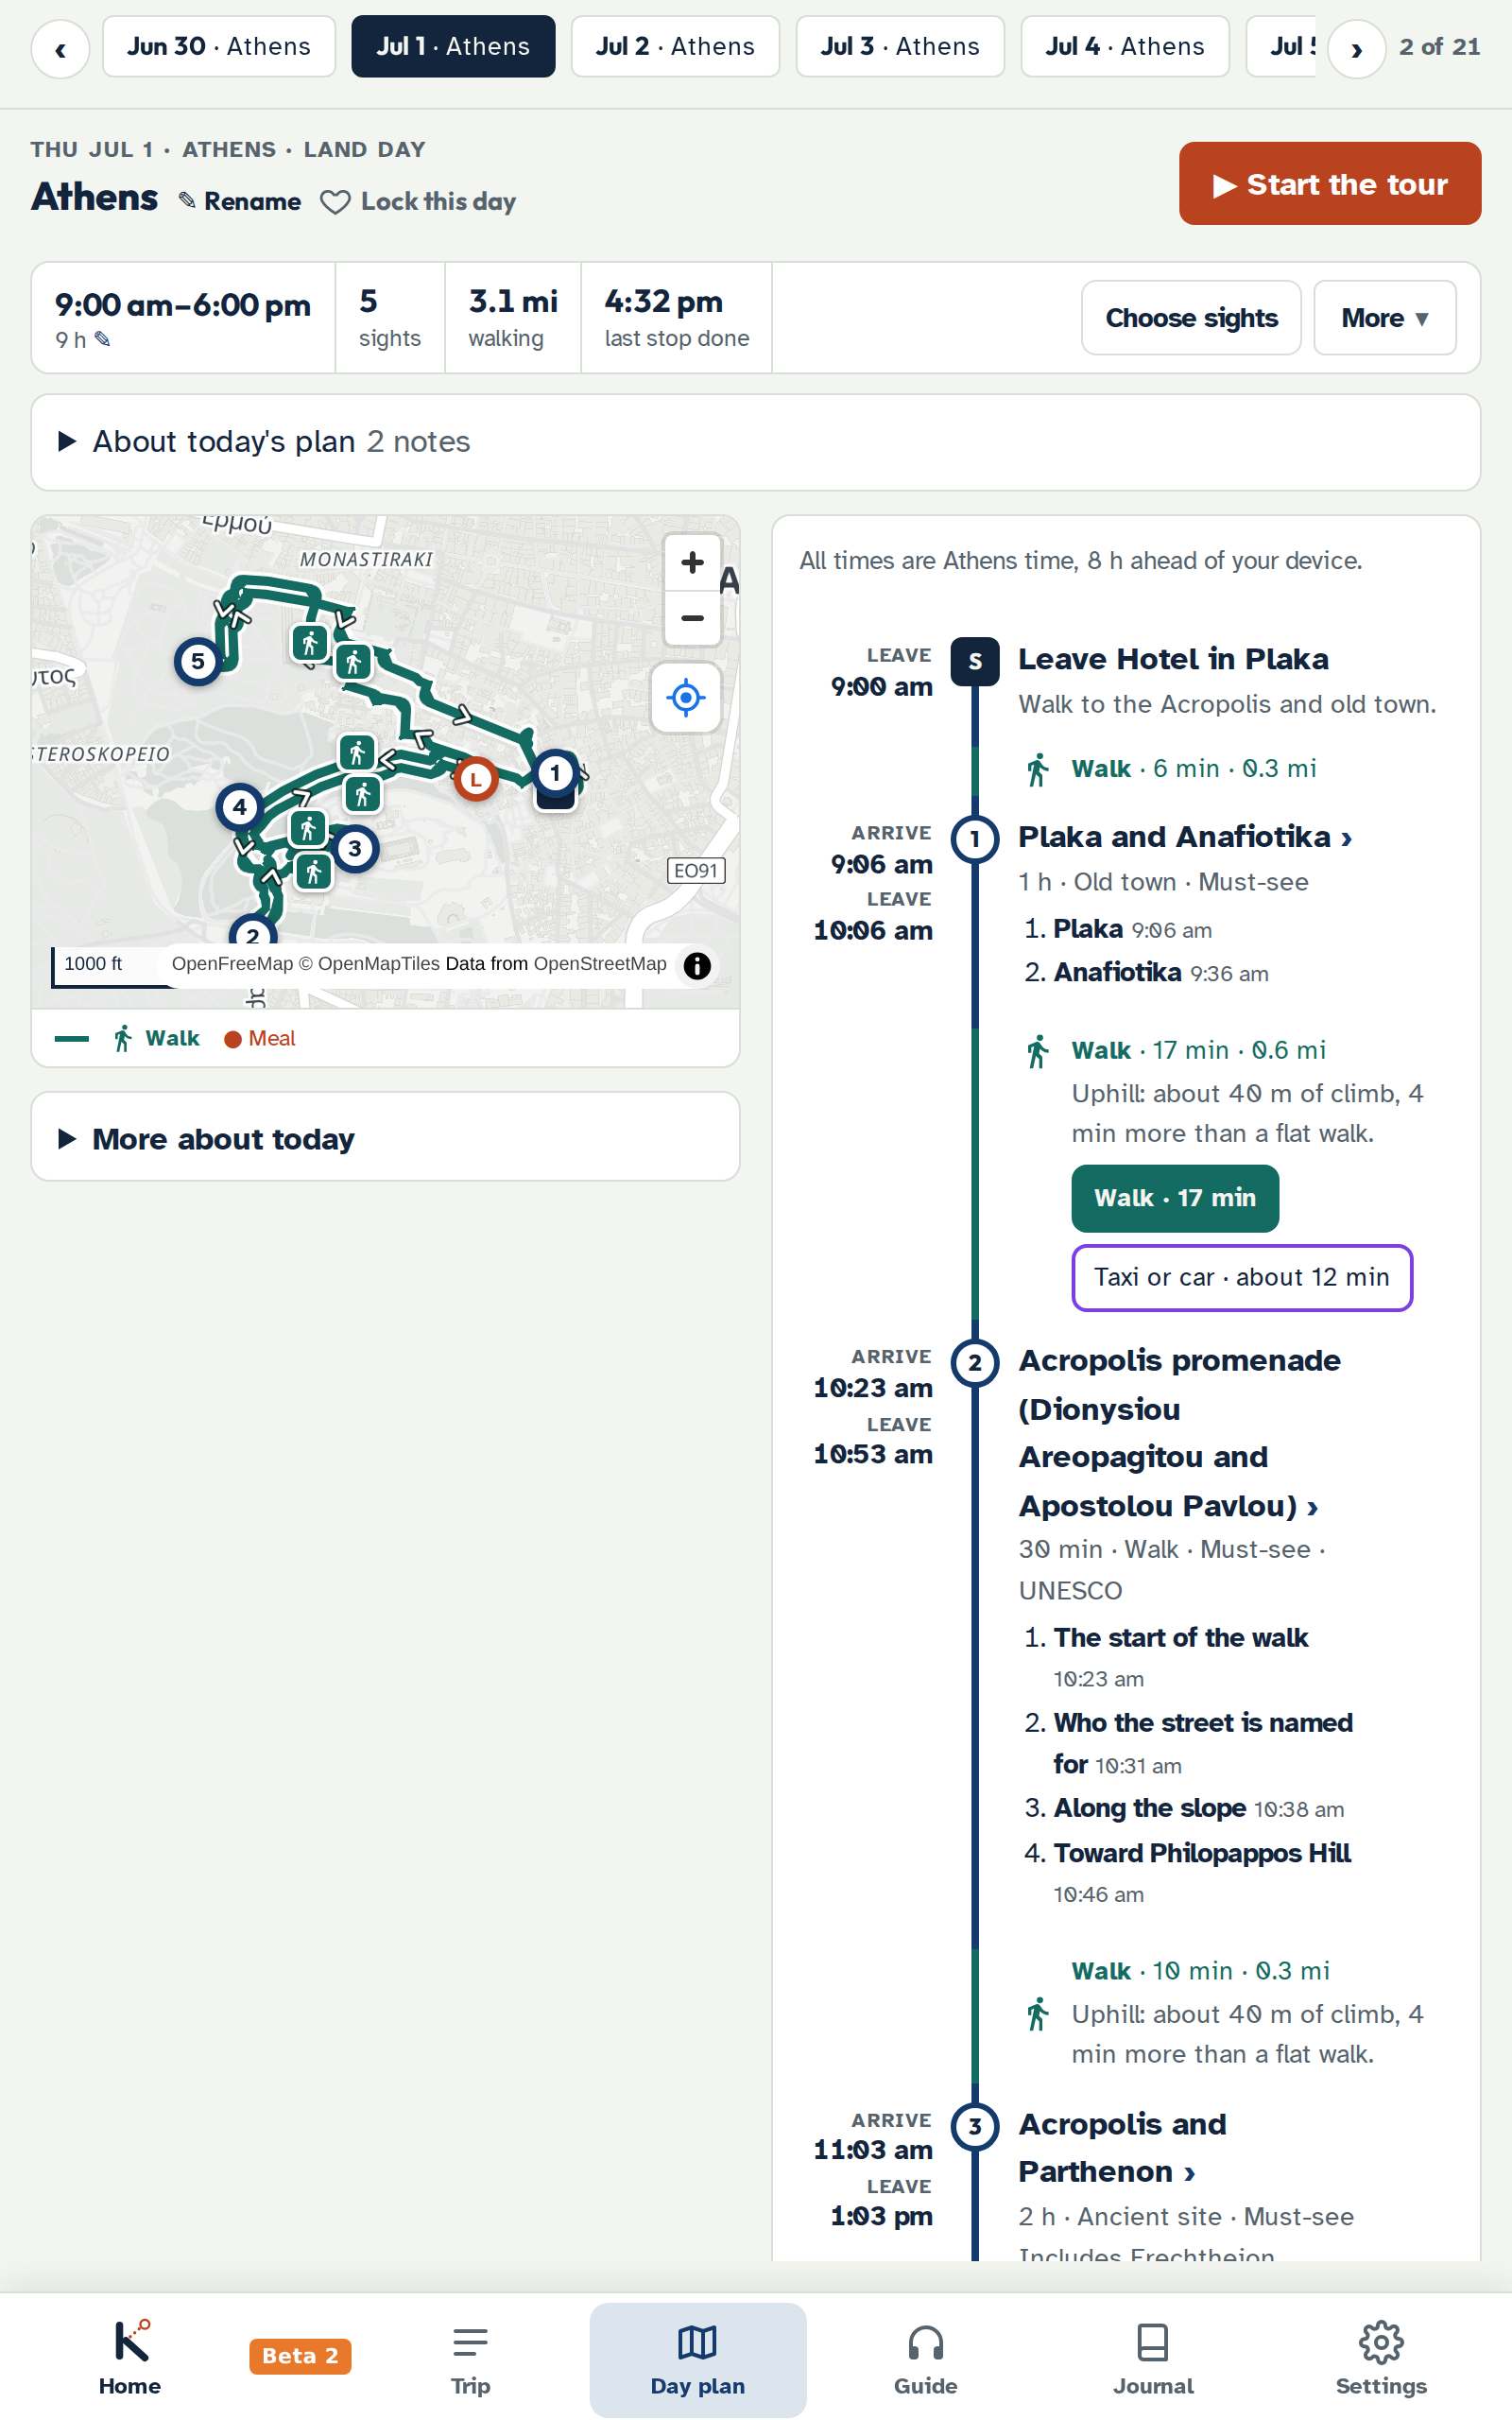 ‹
Jun 30 · Athens
Jul 1 · Athens
Jul 2 · Athens
Jul 3 · Athens
Jul 4 · Athens
Jul
›
2 of 21
THU JUL 1 · ATHENS · LAND DAY
Athens ✎ Rename Lock this day
▶ Start the tour
9:00 am–6:00 pm
9 h ✎
5
sights
3.1 mi
walking
4:32 pm
last stop done
Choose sights
More ▾
▶ About today's plan 2 notes
Ερμού
MONASTIRAKI
+
−
5
1
L
4
3
2
EO91
1000 ft
OpenFreeMap © OpenMapTiles Data from OpenStreetMap
Walk
Meal
▶ More about today
All times are Athens time, 8 h ahead of your device.
LEAVE
9:00 am
S
Leave Hotel in Plaka
Walk to the Acropolis and old town.
Walk · 6 min · 0.3 mi
ARRIVE
9:06 am
LEAVE
10:06 am
1
Plaka and Anafiotika ›
1 h · Old town · Must-see
1. Plaka 9:06 am
2. Anafiotika 9:36 am
Walk · 17 min · 0.6 mi
Uphill: about 40 m of climb, 4
min more than a flat walk.
Walk · 17 min
Taxi or car · about 12 min
ARRIVE
10:23 am
LEAVE
10:53 am
2
Acropolis promenade
(Dionysiou
Areopagitou and
Apostolou Pavlou) ›
30 min · Walk · Must-see ·
UNESCO
1. The start of the walk
10:23 am
2. Who the street is named
for 10:31 am
3. Along the slope 10:38 am
4. Toward Philopappos Hill
10:46 am
Walk · 10 min · 0.3 mi
Uphill: about 40 m of climb, 4
min more than a flat walk.
ARRIVE
11:03 am
LEAVE
1:03 pm
3
Acropolis and
Parthenon ›
2 h · Ancient site · Must-see
Includes Erechtheion
Home
Beta 2
Trip
Day plan
Guide
Journal
Settings